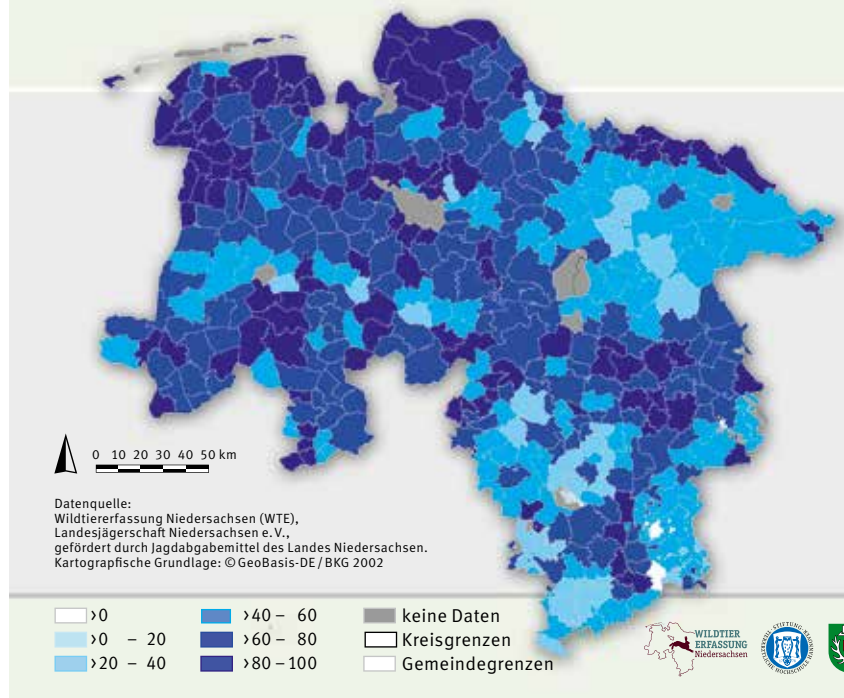 0 10 20 30 40 50 km
Datenquelle:
Wildtiererfassung Niedersachsen (WTE),
Landesjägerschaft Niedersachsen e. V.,
gefördert durch Jagdabgabemittel des Landes Niedersachsen.
Kartografische Grundlage: © GeoBasis-DE / BKG 2002
>0
>0 – 20
>20 – 40
>40 – 60
>60 – 80
>80 – 100
keine Daten
Kreisgrenzen
Gemeindegrenzen
WILDTIER
ERFASSUNG
Niedersachsen